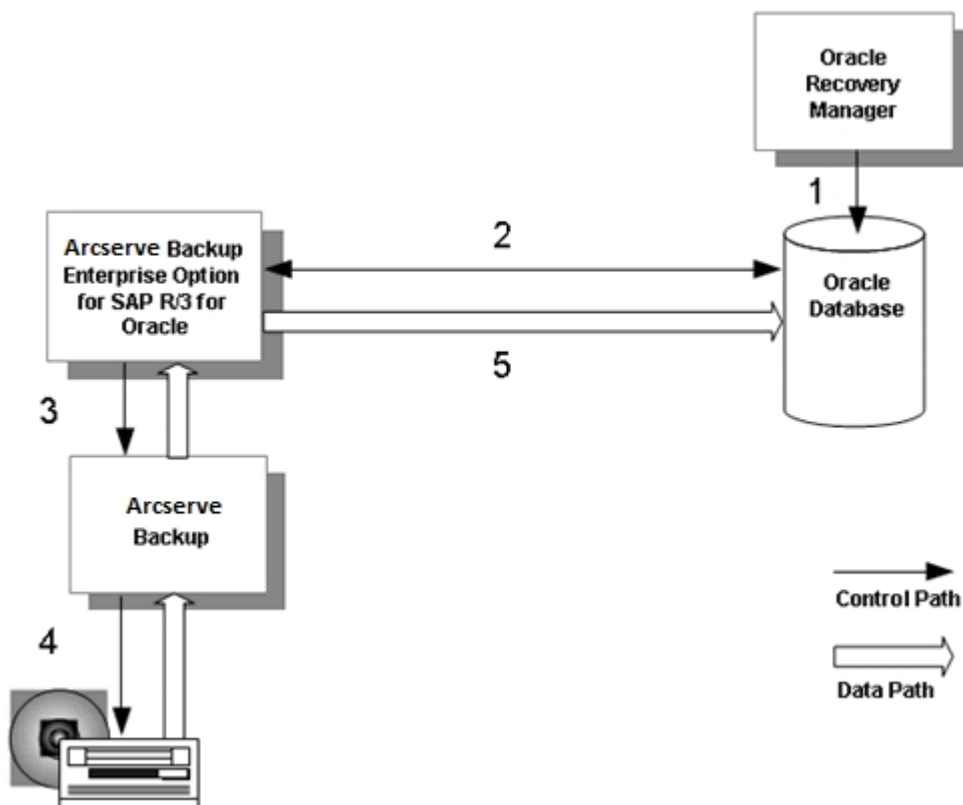 Oracle
Recovery
Manager
1
Arcserve Backup
Enterprise Option
for SAP R/3 for
Oracle
2
Oracle
Database
5
3
Arcserve
Backup
Control Path
4
Data Path